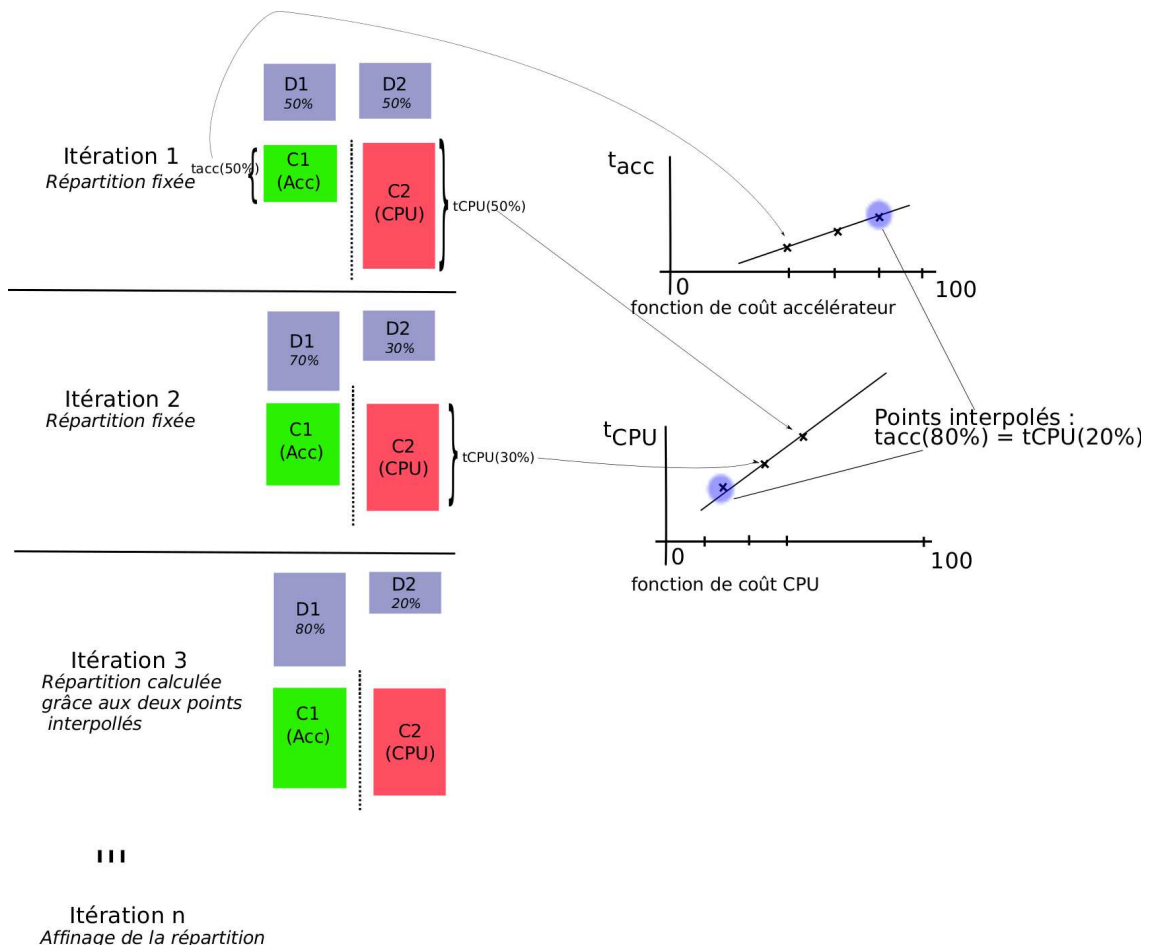 D1
50%
D2
50%
Itération 1
Répartition fixée
tacc(50%)
C1
(Acc)
C2
(CPU)
tCPU(50%)
tacc
0
100
fonction de coût accélérateur
D1
70%
D2
30%
Itération 2
Répartition fixée
C1
(Acc)
C2
(CPU)
tCPU(30%)
tCPU
0
100
fonction de coût CPU
Points interpolés :
tacc(80%) = tCPU(20%)
D1
80%
D2
20%
Itération 3
Répartition calculée
grâce aux deux points
interpollés
C1
(Acc)
C2
(CPU)
Itération n
Affinage de la répartition